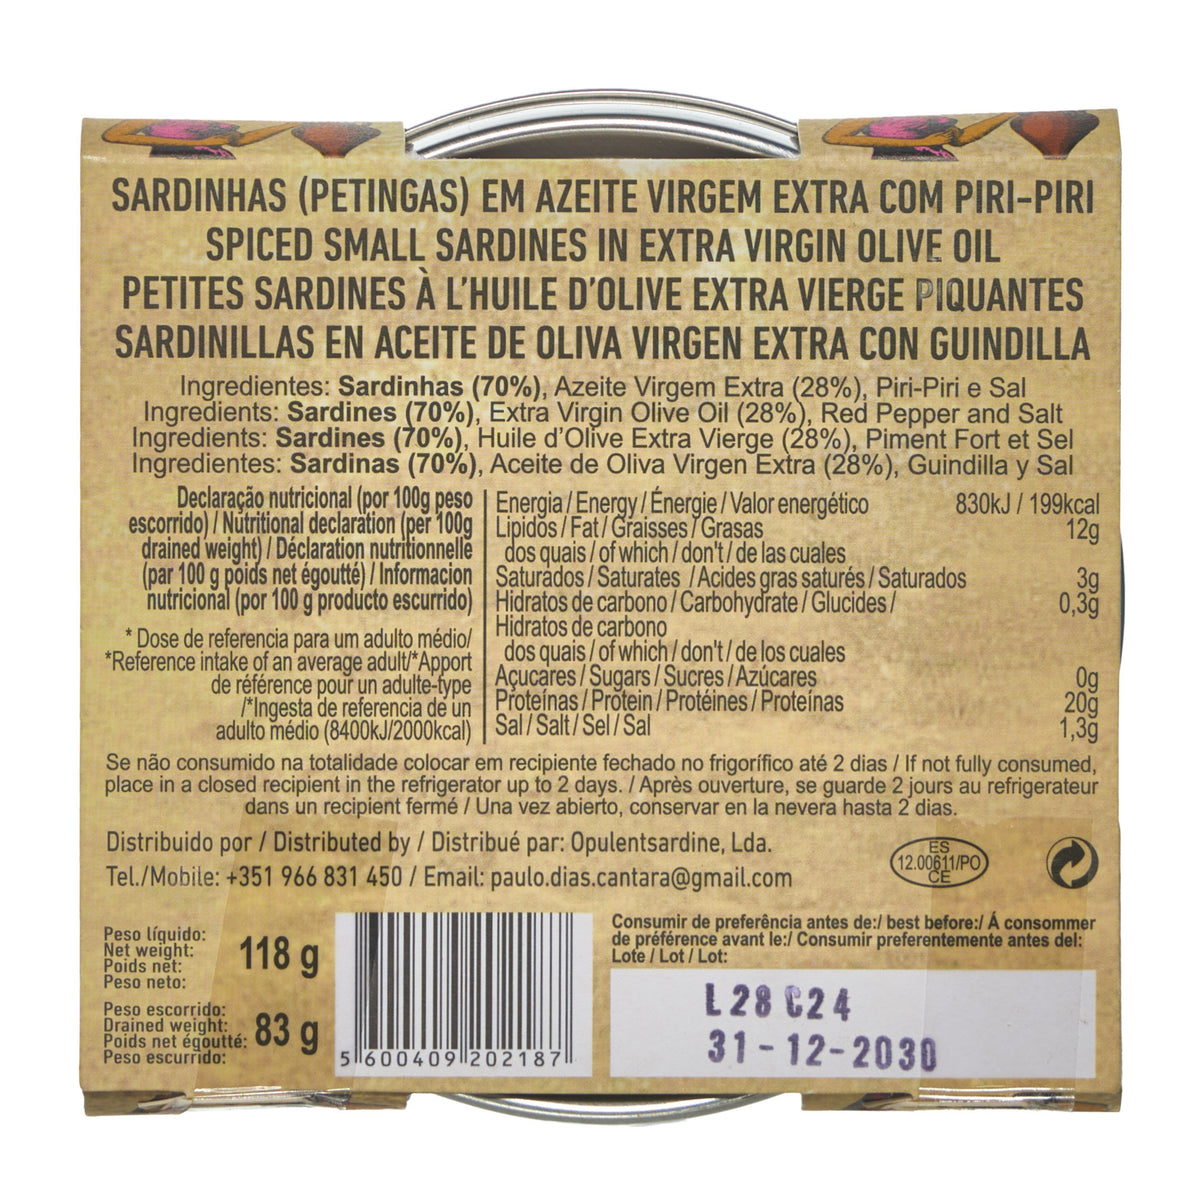 SARDINHAS (PETINGAS) EM AZEITE VIRGEM EXTRA COM PIRI-PIRI
SPICED SMALL SARDINES IN EXTRA VIRGIN OLIVE OIL
PETITES SARDINES À L'HUILE D'OLIVE EXTRA VIERGE PIQUANTES
SARDINILLAS EN ACEITE DE OLIVA VIRGEN EXTRA CON GUINDILLA
Ingredientes: Sardinhas (70%), Azeite Virgem Extra (28%), Piri-Piri e Sal
Ingredients: Sardines (70%), Extra Virgin Olive Oil (28%), Red Pepper and Salt
Ingredients: Sardines (70%), Huile d'Olive Extra Vierge (28%), Piment Fort et Sel
Ingredientes: Sardinas (70%), Aceite de Oliva Virgen Extra (28%), Guindilla y Sal
Declaração nutricional (por 100g peso
escorrido) / Nutritional declaration (per 100g
drained weight) / Déclaration nutritionnelle
(par 100 g poids net égoutté) / Informacion
nutricional (por 100 g producto escurrido)
* Dose de referencia para um adulto médio/
*Reference intake of an average adult/*Apport
de référence pour un adulte-type
/*Ingesta de referencia de un
adulto médio (8400kJ/2000kcal)
Energia / Energy / Énergie / Valor energético 830kJ / 199kcal
Lipidos / Fat / Graisses / Grasas 12g
dos quais / of which / don't / de las cuales
Saturados / Saturates / Acides gras saturés / Saturados 3g
Hidratos de carbono / Carbohydrate / Glucides / 0,3g
Hidratos de carbono
dos quais / of which / don't / de los cuales
Açucares / Sugars / Sucres / Azúcares 0g
Proteínas / Protein / Protéines / Proteínas 20g
Sal / Salt / Sel / Sal 1,3g
Se não consumido na totalidade colocar em recipiente fechado no frigorífico até 2 dias / If not fully consumed,
place in a closed recipient in the refrigerator up to 2 days. / Après ouverture, se guarde 2 jours au refrigerateur
dans un recipient fermé / Una vez abierto, conservar en la nevera hasta 2 dias.
Distribuido por / Distributed by / Distribué par: Opulentsardine, Lda.
Tel./Mobile: +351 966 831 450 / Email: paulo.dias.cantara@gmail.com
ES
12.00611/PO
CE
Peso líquido:
Net weight:
Poids net:
Peso neto:
118 g
Peso escorrido:
Drained weight:
Poids net égoutté:
Peso escurrido:
83 g
5 600409 202187
Consumir de preferência antes de:/ best before:/ Á consommer
de préférence avant le:/ Consumir preferentemente antes del:
Lote / Lot / Lot:
L 28 C24
31-12-2030